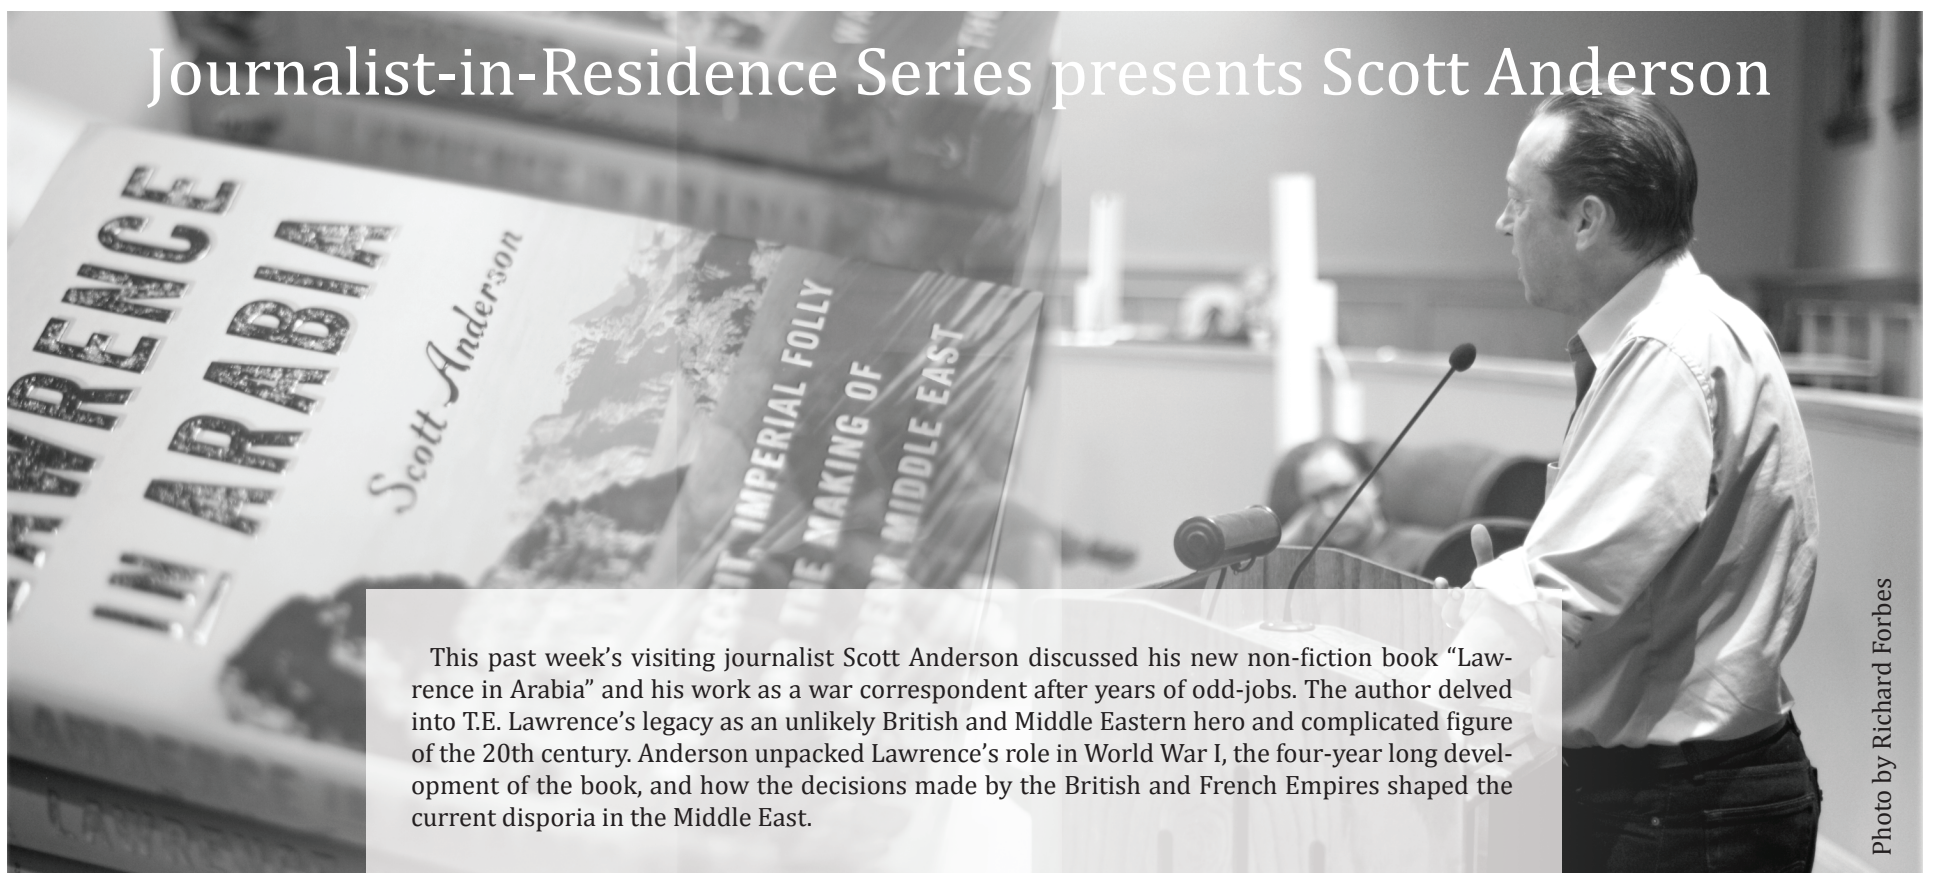 Journalist-in-Residence Series presents Scott Anderson
WA
TH
LAWRENCE
IN ARABIA
Scott Anderson
IMPERIAL FOLLY
THE MAKING OF
MIDDLE EAST
This past week’s visiting journalist Scott Anderson discussed his new non-fiction book “Law-
rence in Arabia” and his work as a war correspondent after years of odd-jobs. The author delved
into T.E. Lawrence’s legacy as an unlikely British and Middle Eastern hero and complicated figure
of the 20th century. Anderson unpacked Lawrence’s role in World War I, the four-year long devel-
opment of the book, and how the decisions made by the British and French Empires shaped the
current disporia in the Middle East.
Photo by Richard Forbes